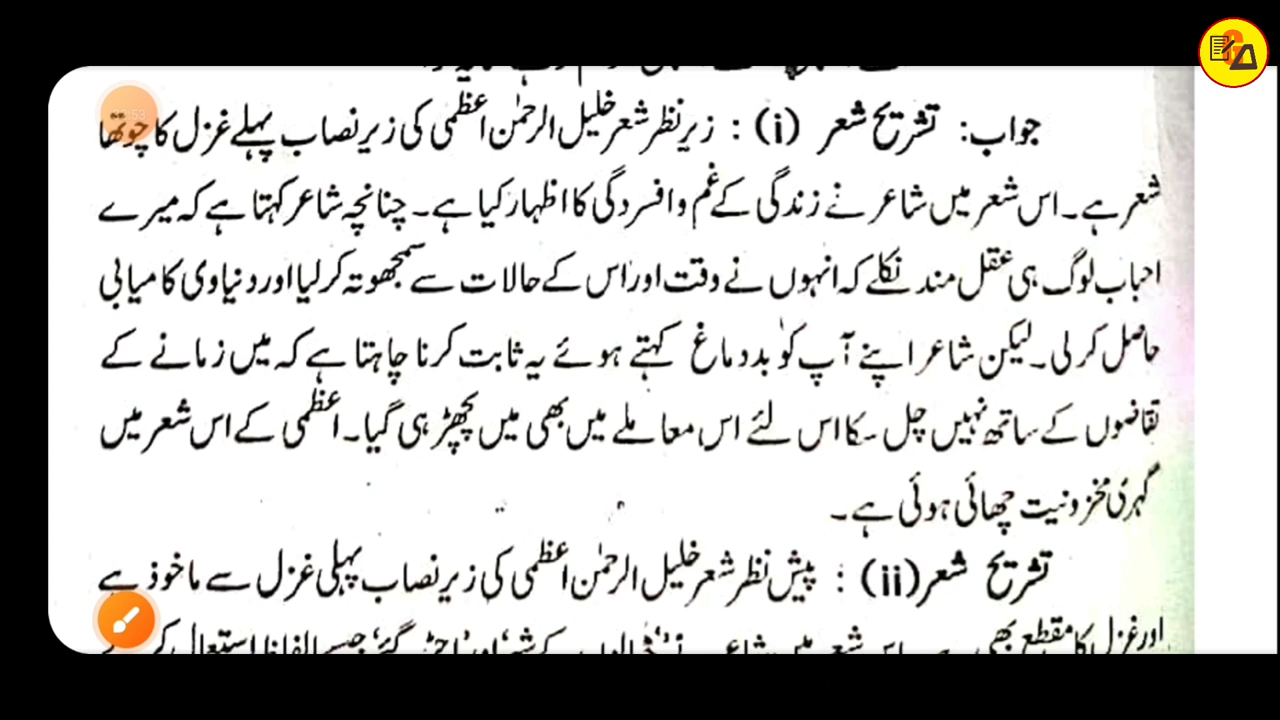 جواب: تشریح شعر (i) : زیر نظر شعر خلیل الرحمٰن اعظمی کی زیر نصاب پہلے غزل کا چوتھا
شعر ہے۔ اس شعر میں شاعر نے زندگی کے غم و افسردگی کا اظہار کیا ہے۔ چنانچہ شاعر کہتا ہے کہ میرے
احباب لوگ ہی عقل مند نکلے کہ انہوں نے وقت اور اس کے حالات سے سمجھوتہ کر لیا اور دنیاوی کامیابی
حاصل کر لی۔ لیکن شاعر اپنے آپ کو بددماغ کہتے ہوئے یہ ثابت کرنا چاہتا ہے کہ میں زمانے کے
تقاضوں کے ساتھ نہیں چل سکا اس لئے اس معاملے میں بھی میں پچھڑ ہی گیا۔ اعظمی کے اس شعر میں
گہری محزونیت چھائی ہوئی ہے۔
تشریح شعر (ii) : پیش نظر شعر خلیل الرحمٰن اعظمی کی زیر نصاب پہلی غزل سے ماخوذ ہے
اور غزل کا مقطع بھی